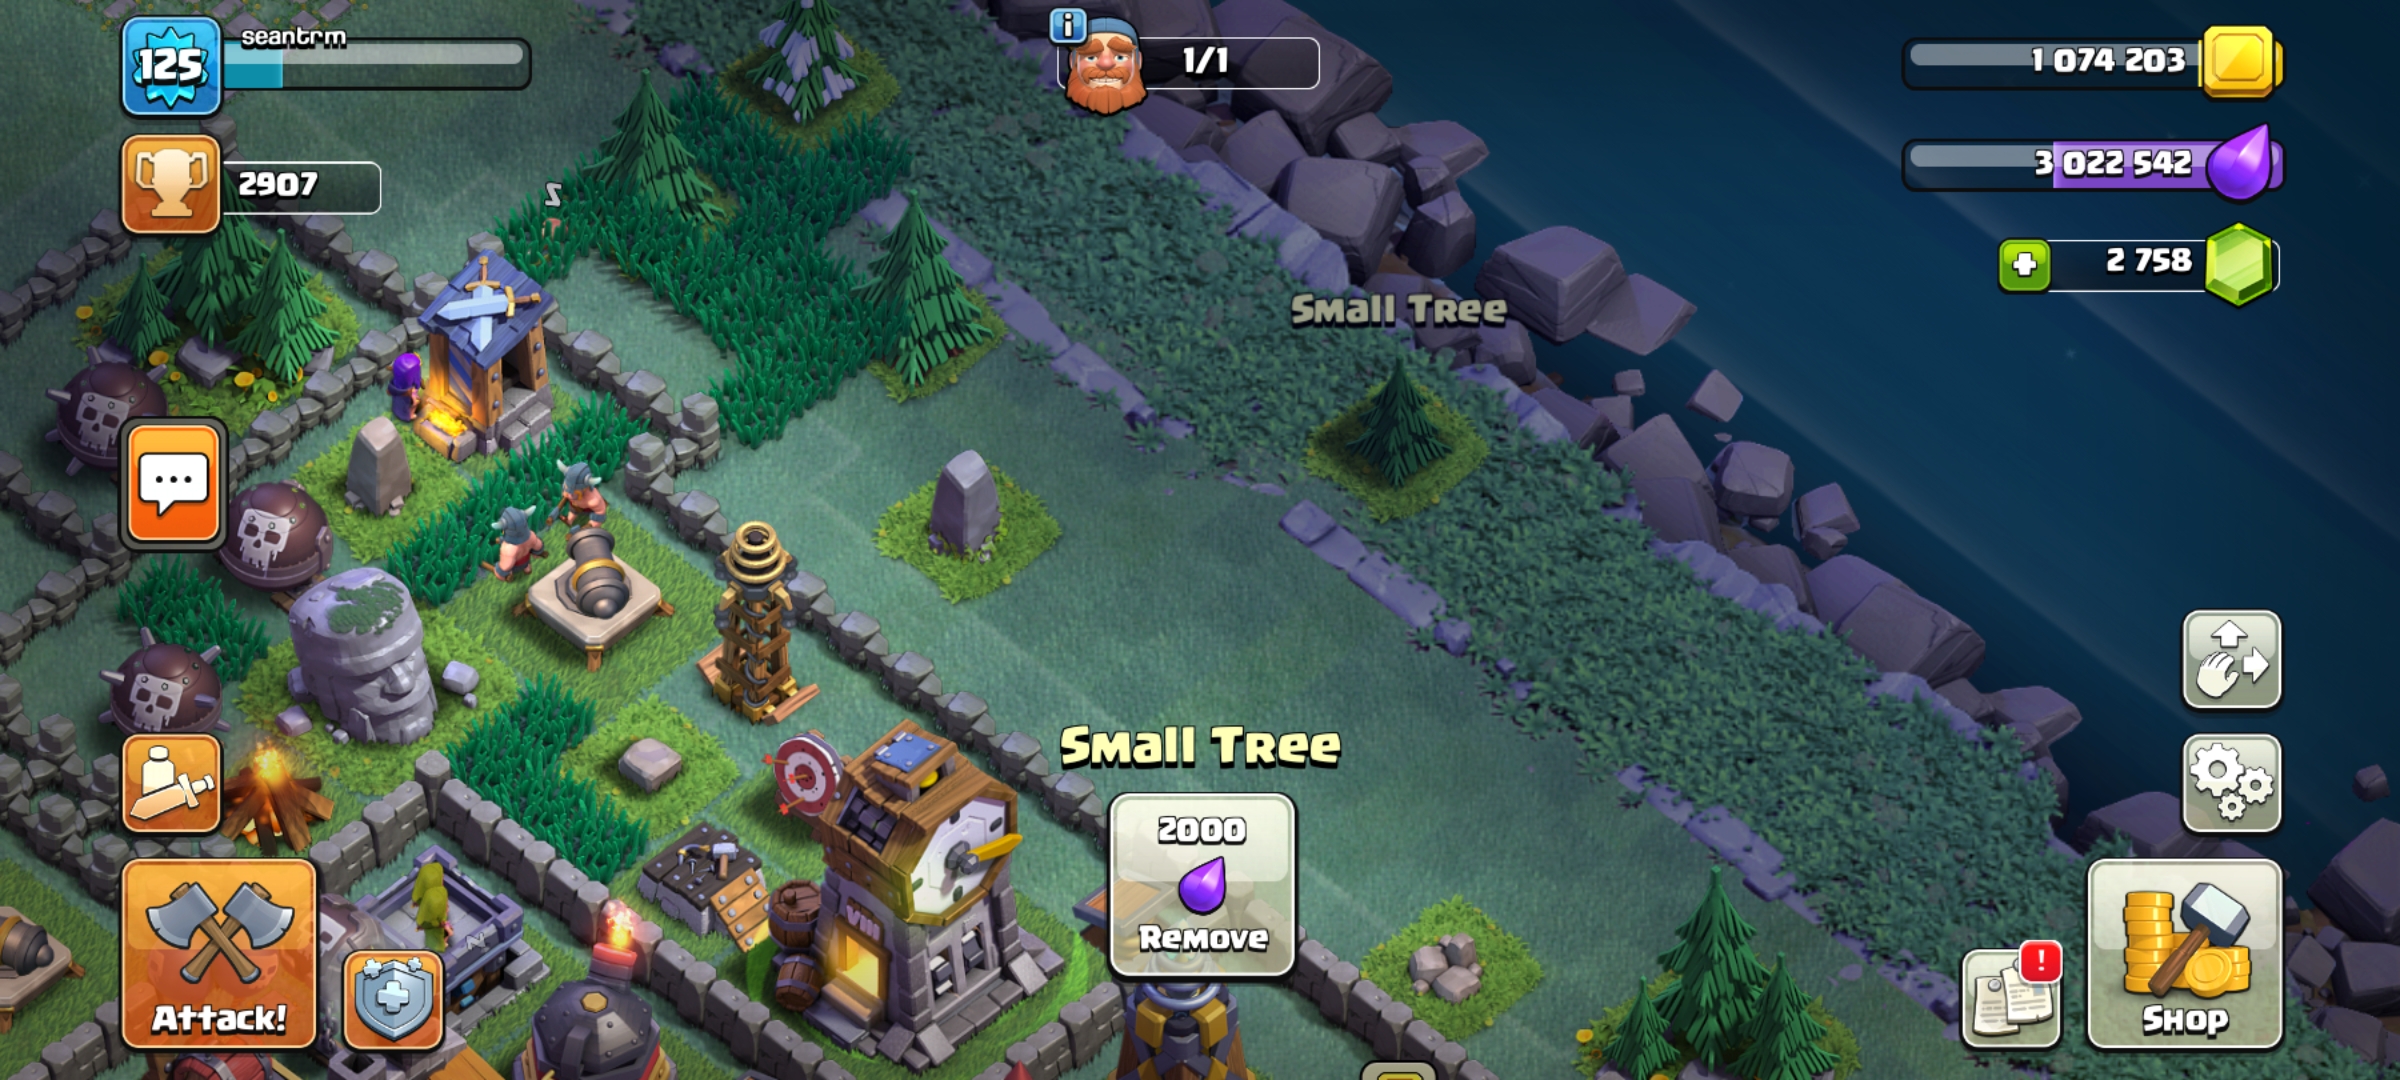 125
seantrm
i
1/1
1 074 203
2907
3 022 542
2 758
Small Tree
Small Tree
2000
Remove
VIII
Attack!
!
Shop